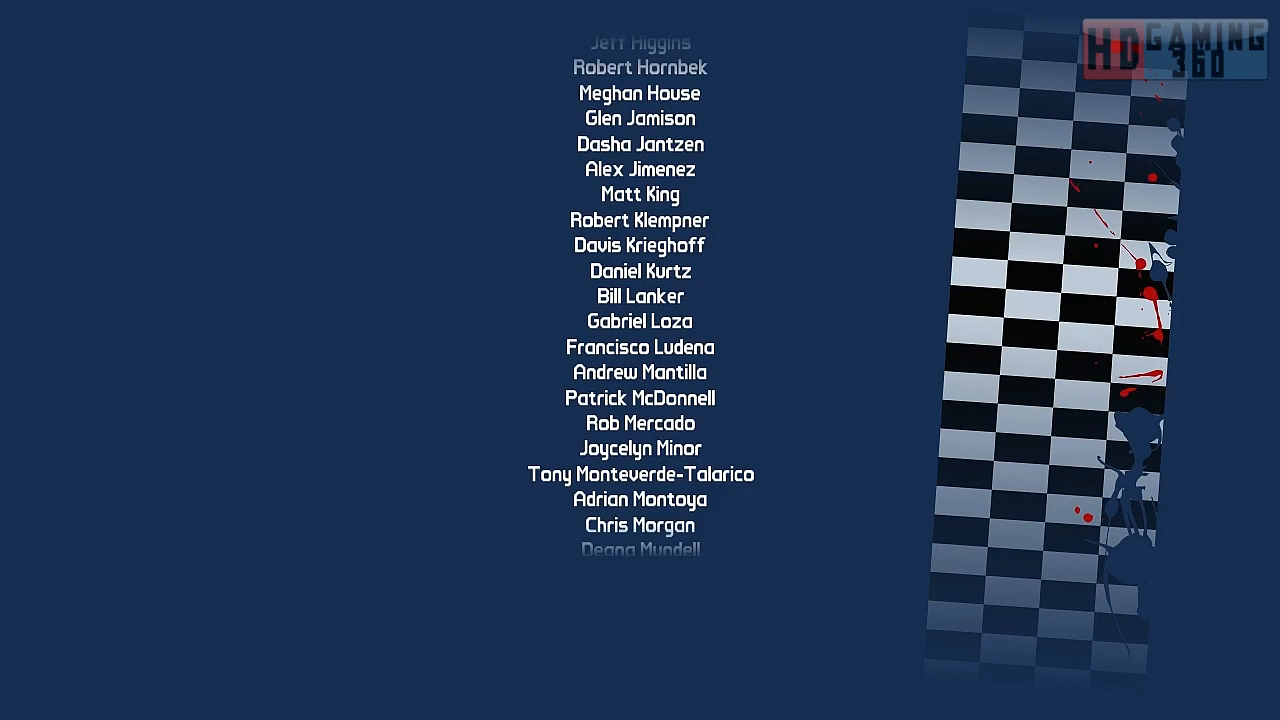 Jeff Higgins
Robert Hornbek
Meghan House
Glen Jamison
Dasha Jantzen
Alex Jimenez
Matt King
Robert Klempner
Davis Krieghoff
Daniel Kurtz
Bill Lanker
Gabriel Loza
Francisco Ludena
Andrew Mantilla
Patrick McDonnell
Rob Mercado
Joycelyn Minor
Tony Monteverde-Talarico
Adrian Montoya
Chris Morgan
Deana Mundell
HD GAMING
360